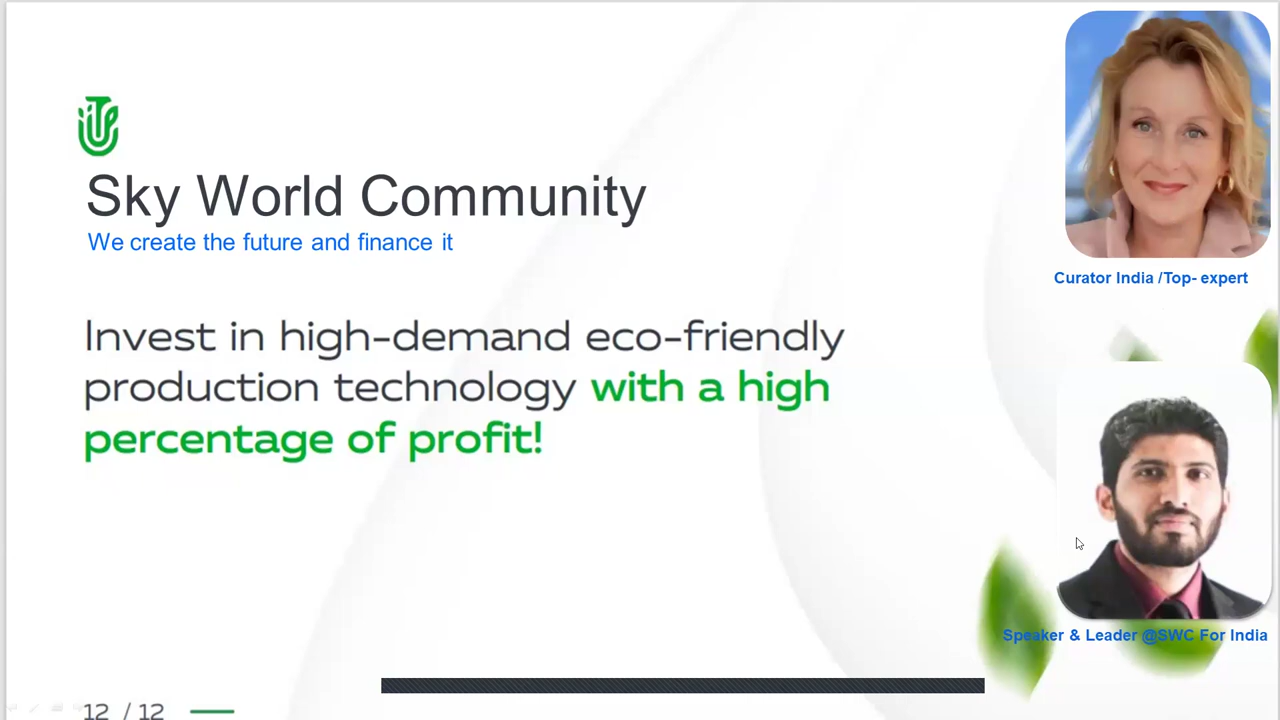 Sky World Community
We create the future and finance it
Invest in high-demand eco-friendly
production technology with a high
percentage of profit!
Curator India /Top- expert
Speaker & Leader @SWC For India
12 / 12